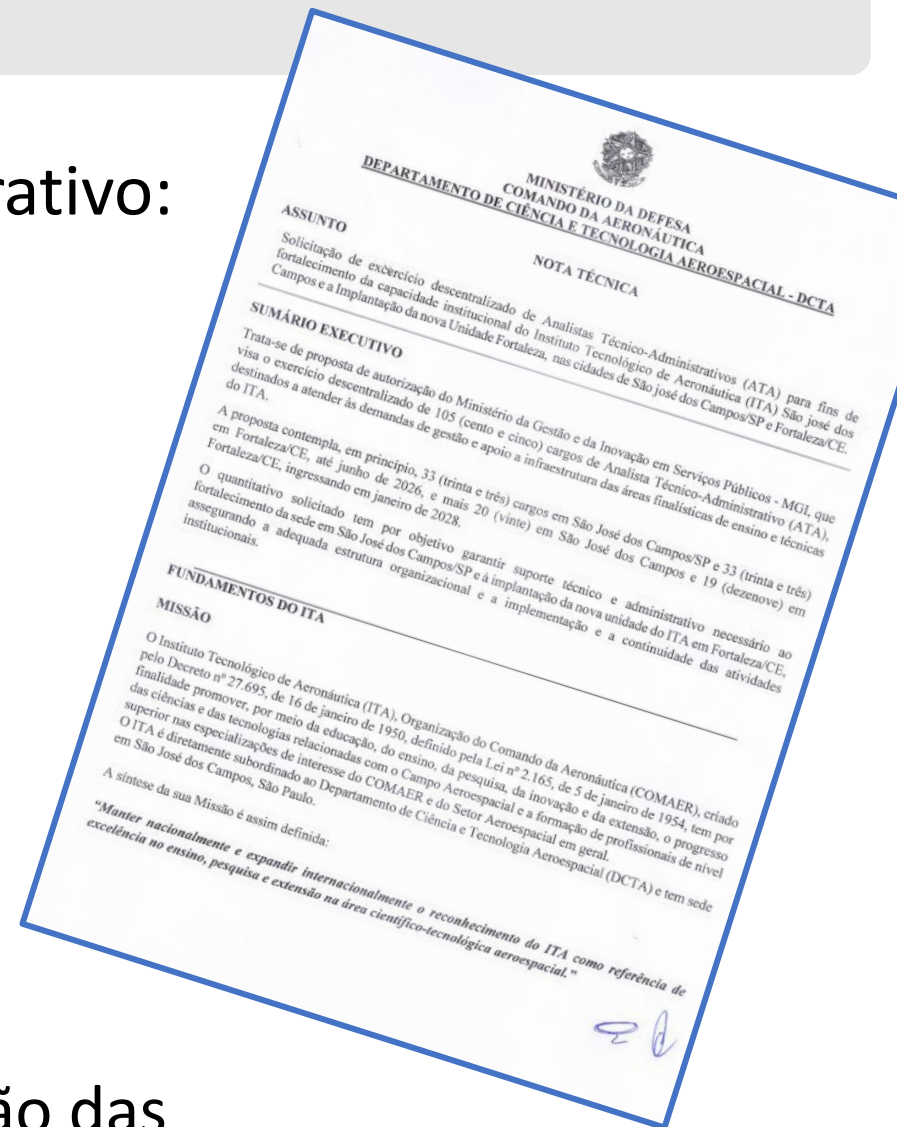 rativo:
MINISTÉRIO DA DEFESA
COMANDO DA AERONÁUTICA
DEPARTAMENTO DE CIÊNCIA E TECNOLOGIA AEROESPACIAL - DCTA
NOTA TÉCNICA
ASSUNTO
Solicitação de excercício descentralizado de Analistas Técnico-Administrativos (ATA) para fins de
fortalecimento da capacidade institucional do Instituto Tecnológico de Aeronáutica (ITA) São josé dos
Campos e a Implantação da nova Unidade Fortaleza, nas cidades de São josé dos Campos/SP e Fortaleza/CE.
SUMÁRIO EXECUTIVO
Trata-se de proposta de autorização do Ministério da Gestão e da Inovação em Serviços Públicos - MGI, que
visa o exercício descentralizado de 105 (cento e cinco) cargos de Analista Técnico-Administrativo (ATA),
destinados a atender às demandas de gestão e apoio a infraestrutura das áreas finalísticas de ensino e técnicas
do ITA.
A proposta contempla, em princípio, 33 (trinta e três) cargos em São José dos Campos/SP e 33 (trinta e três)
em Fortaleza/CE, até junho de 2026, e mais 20 (vinte) em São José dos Campos e 19 (dezenove) em
Fortaleza/CE, ingressando em janeiro de 2028.
O quantitativo solicitado tem por objetivo garantir suporte técnico e administrativo necessário ao
fortalecimento da sede em São José dos Campos/SP e à implantação da nova unidade do ITA em Fortaleza/CE,
assegurando a adequada estrutura organizacional e a implementação e a continuidade das atividades
institucionais.
FUNDAMENTOS DO ITA
MISSÃO
O Instituto Tecnológico de Aeronáutica (ITA), Organização do Comando da Aeronáutica (COMAER), criado
pelo Decreto nº 27.695, de 16 de janeiro de 1950, definido pela Lei nº 2.165, de 5 de janeiro de 1954, tem por
finalidade promover, por meio da educação, do ensino, da pesquisa, da inovação e da extensão, o progresso
das ciências e das tecnologias relacionadas com o Campo Aeroespacial e a formação de profissionais de nível
superior nas especializações de interesse do COMAER e do Setor Aeroespacial em geral.
O ITA é diretamente subordinado ao Departamento de Ciência e Tecnologia Aeroespacial (DCTA) e tem sede
em São José dos Campos, São Paulo.
A síntese da sua Missão é assim definida:
"Manter nacionalmente e expandir internacionalmente o reconhecimento do ITA como referência de
excelência no ensino, pesquisa e extensão na área científico-tecnológica aeroespacial."
ão das